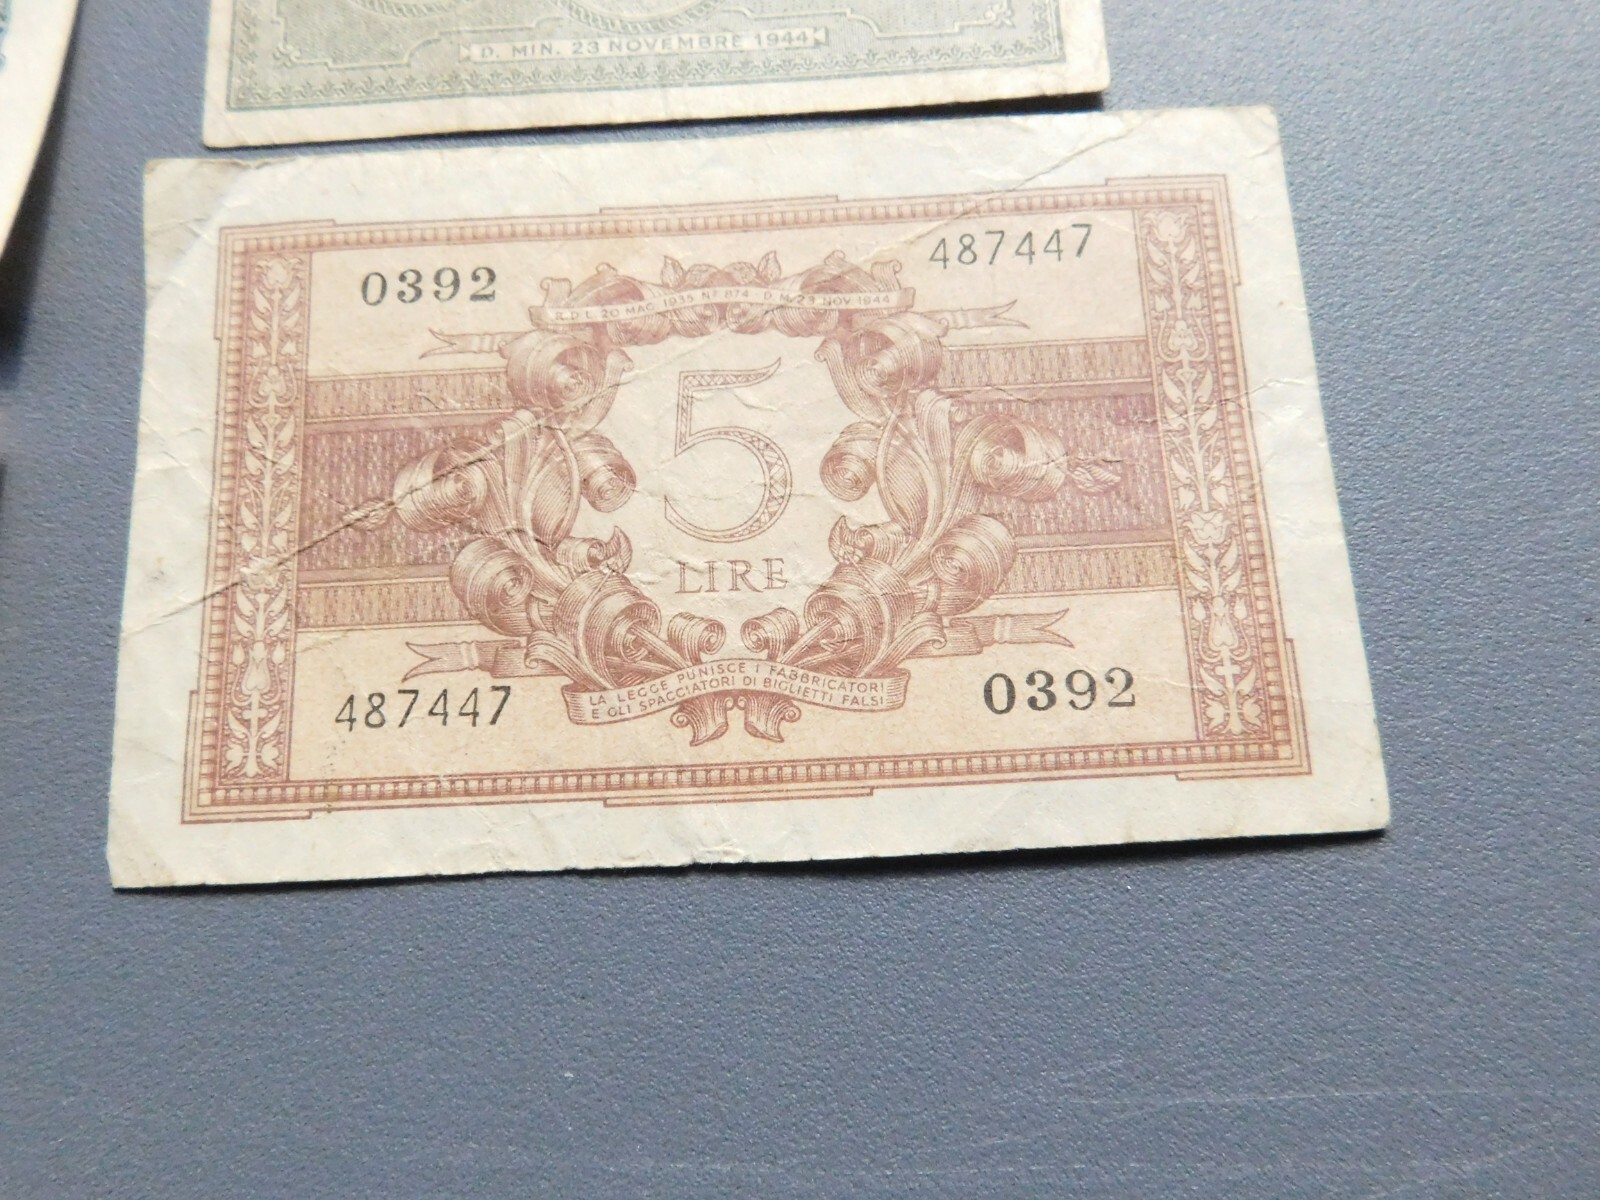 D. MIN. 23 NOVEMBRE 1944
0392
487447
R.D.L. 20 MAG. 1935 Nº 874 - D.M. 23 NOV. 1944
5
LIRE
487447
0392
LA LEGGE PUNISCE I FABBRICATORI
E GLI SPACCIATORI DI BIGLIETTI FALSI